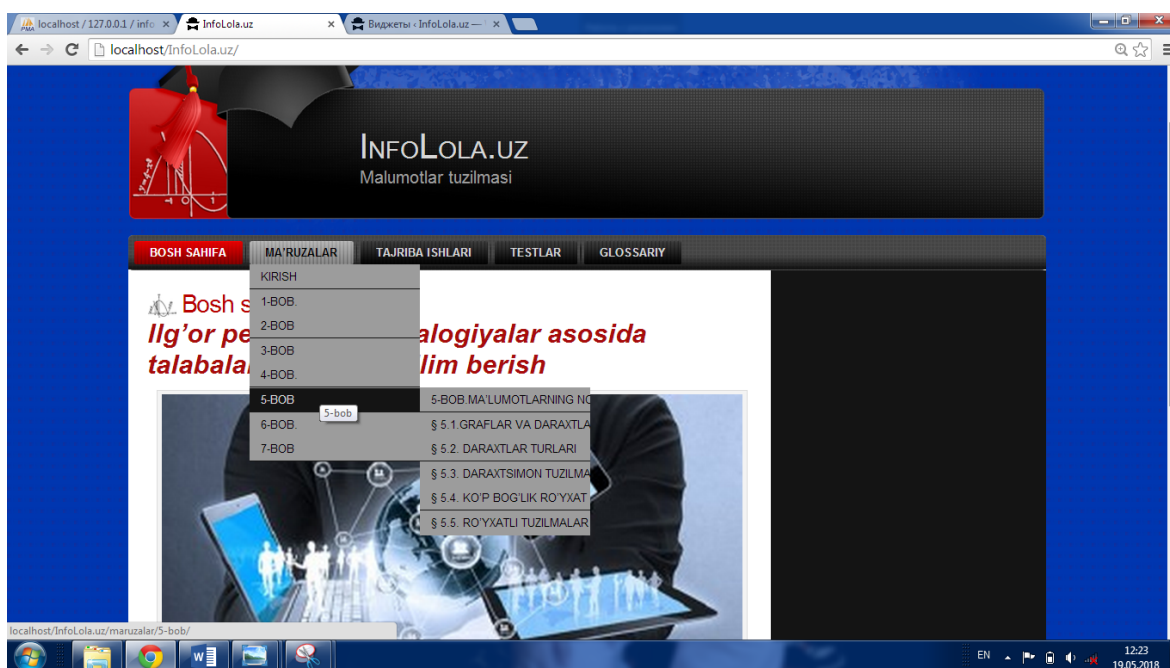 localhost / 127.0.0.1 / info
InfoLola.uz
Виджеты ‹ InfoLola.uz —
localhost/InfoLola.uz/
INFOLOLA.UZ
Malumotlar tuzilmasi
BOSH SAHIFA MA'RUZALAR TAJRIBA ISHLARI TESTLAR GLOSSARIY
KIRISH
1-BOB.
2-BOB
3-BOB
4-BOB.
5-BOB
5-bob
6-BOB.
7-BOB
5-BOB.MA'LUMOTLARNING NO
§ 5.1.GRAFLAR VA DARAXTLA
§ 5.2. DARAXTLAR TURLARI
§ 5.3. DARAXTSIMON TUZILMA
§ 5.4. KO'P BOG'LIK RO'YXAT
§ 5.5. RO'YXATLI TUZILMALAR
Bosh s
Ilg'or pe alogiyalar asosida
talabala lim berish
localhost/InfoLola.uz/maruzalar/5-bob/
EN
12:23
19.05.2018